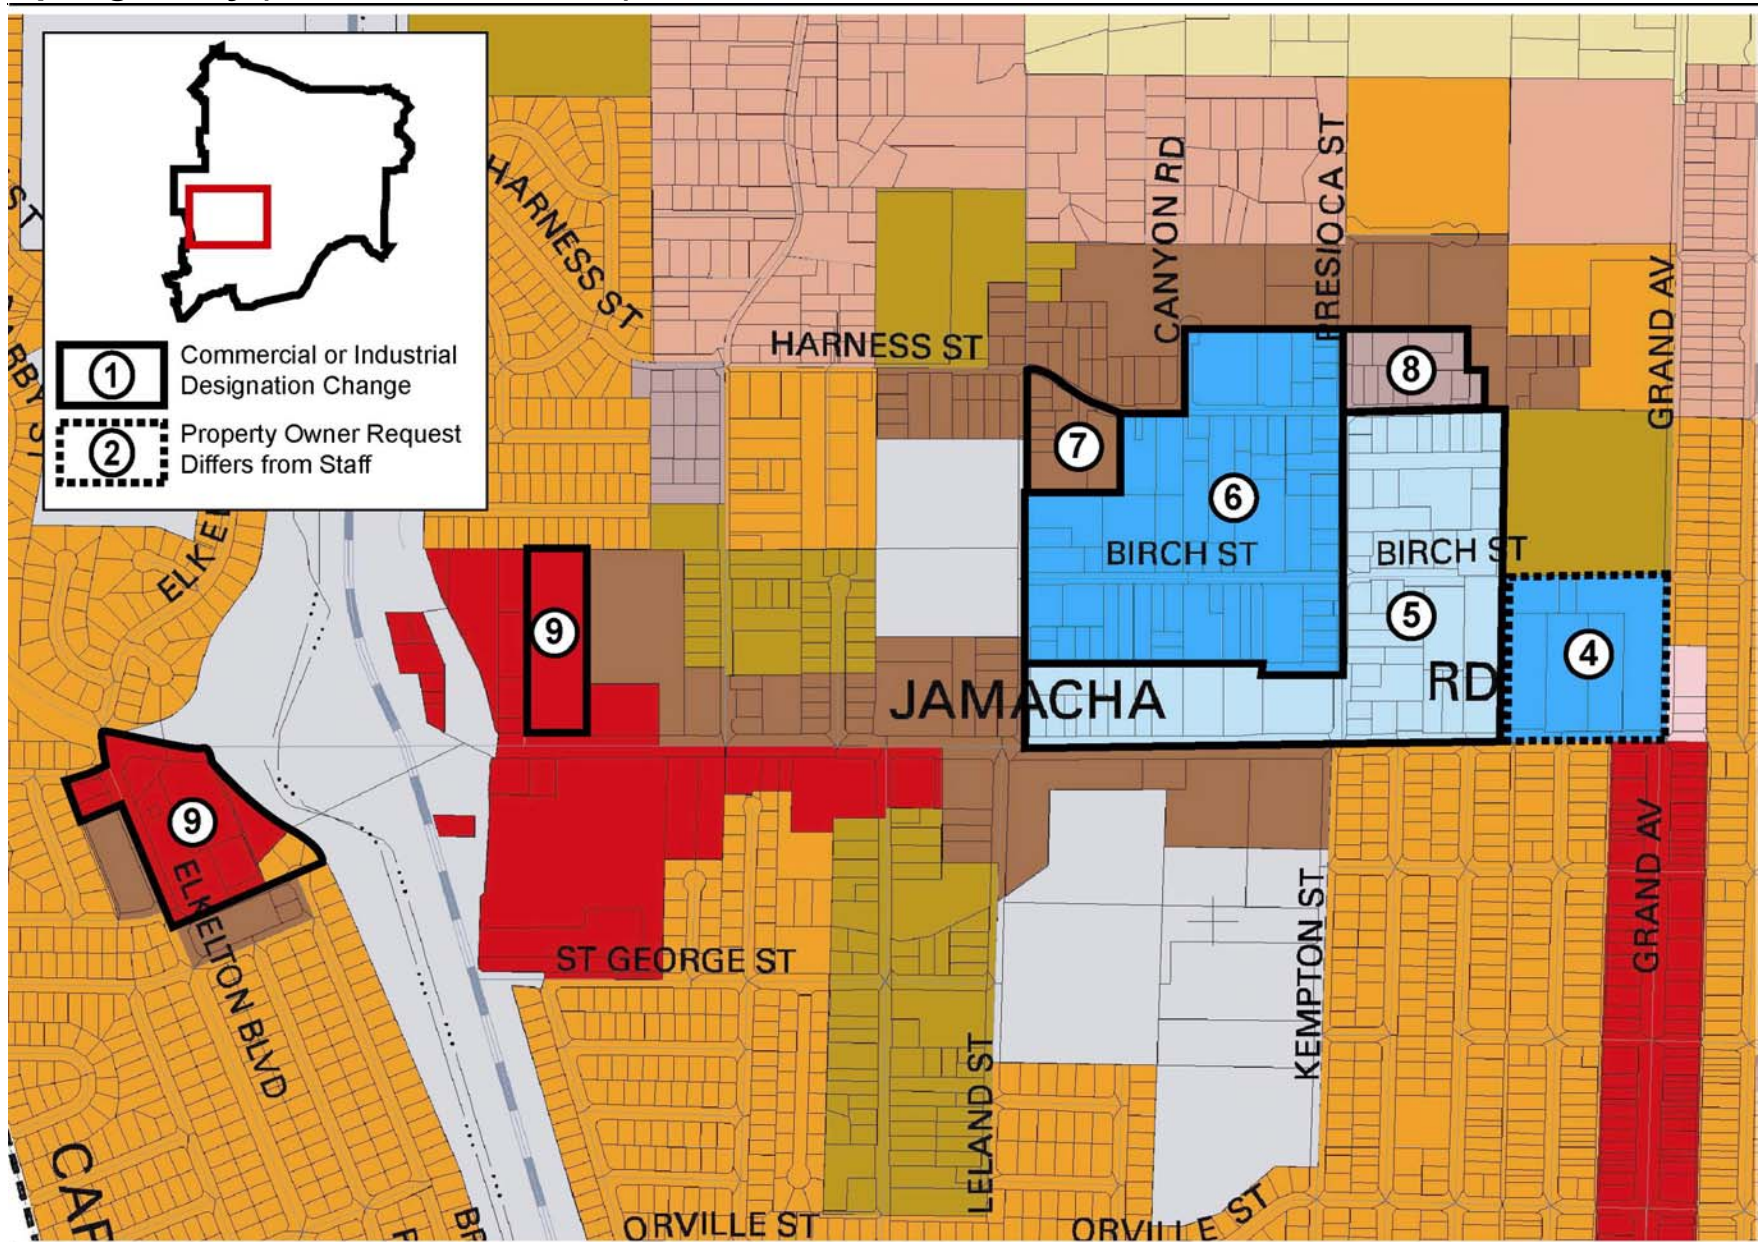 HARNESS ST
CANYON RD
PRESIOCA ST
GRAND AV
1
Commercial or Industrial
Designation Change
2
Property Owner Request
Differs from Staff
HARNESS ST
8
7
6
BIRCH ST
BIRCH ST
9
5
4
JAMACHA
RD
9
ELKELTON BLVD
GRAND AV
ST GEORGE ST
KEMPTON ST
LELAND ST
ORVILLE ST
ORVILLE ST